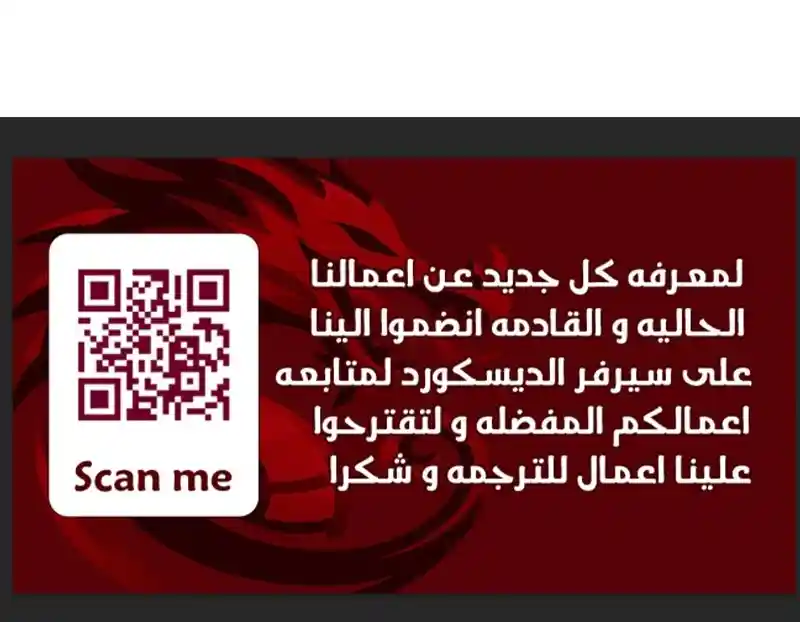 لمعرفه كل جديد عن اعمالنا
الحاليه و القادمه انضموا الينا
على سيرفر الديسكورد لمتابعه
اعمالكم المفضله و لتقترحوا
علينا اعمال للترجمه و شكرا
Scan me